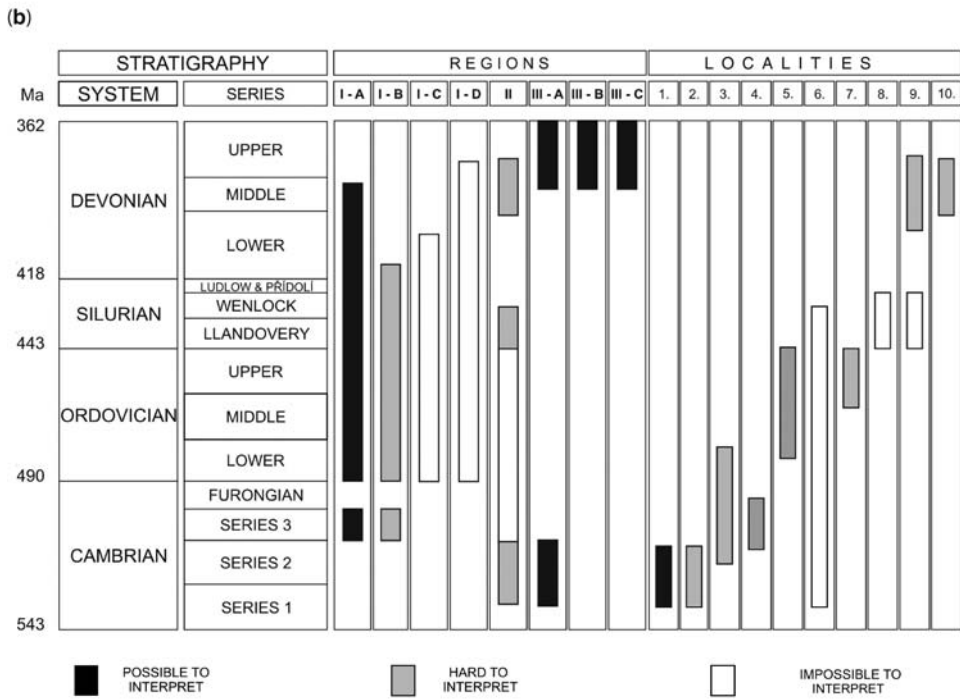 (b)
STRATIGRAPHY REGIONS LOCALITIES
Ma SYSTEM SERIES I - A I - B I - C I - D II III - A III - B III - C 1. 2. 3. 4. 5. 6. 7. 8. 9. 10.
362
UPPER
DEVONIAN MIDDLE
LOWER
418
LUDLOW & PŘÍDOLÍ
SILURIAN WENLOCK
LLANDOVERY
443
UPPER
ORDOVICIAN MIDDLE
LOWER
490
FURONGIAN
SERIES 3
CAMBRIAN SERIES 2
SERIES 1
543
POSSIBLE TO INTERPRET
HARD TO INTERPRET
IMPOSSIBLE TO INTERPRET